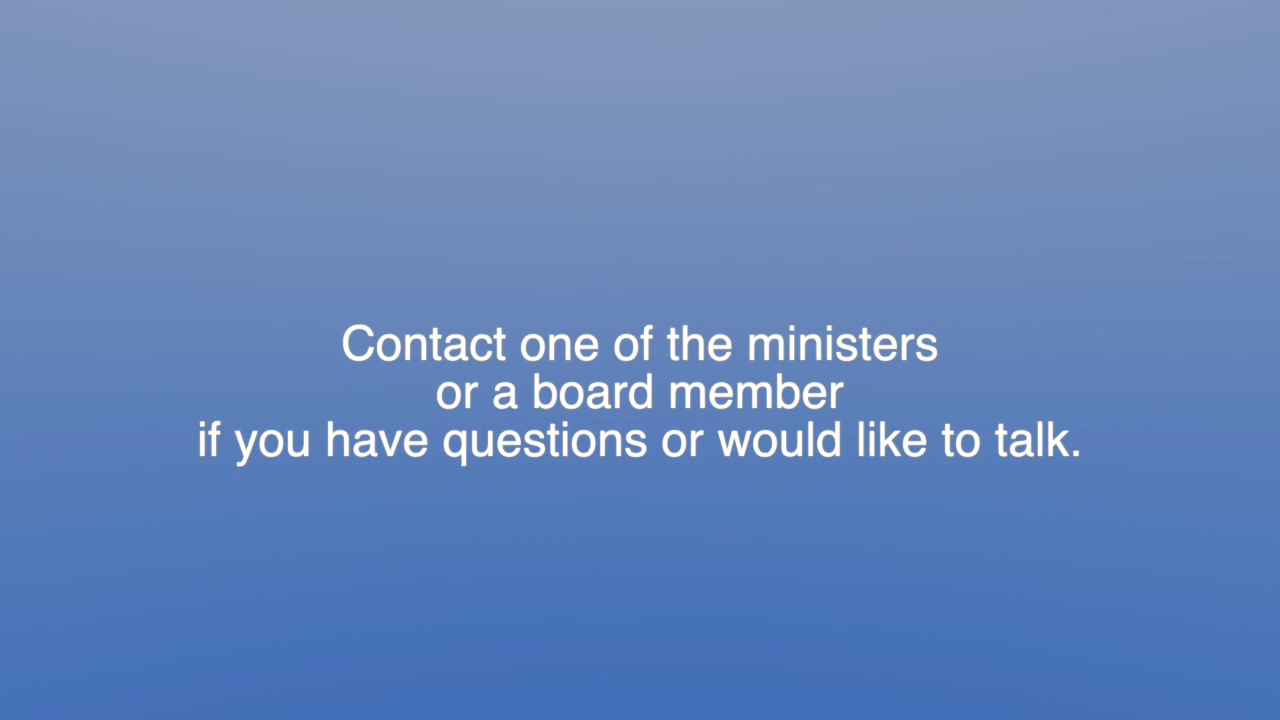 Contact one of the ministers
or a board member
if you have questions or would like to talk.